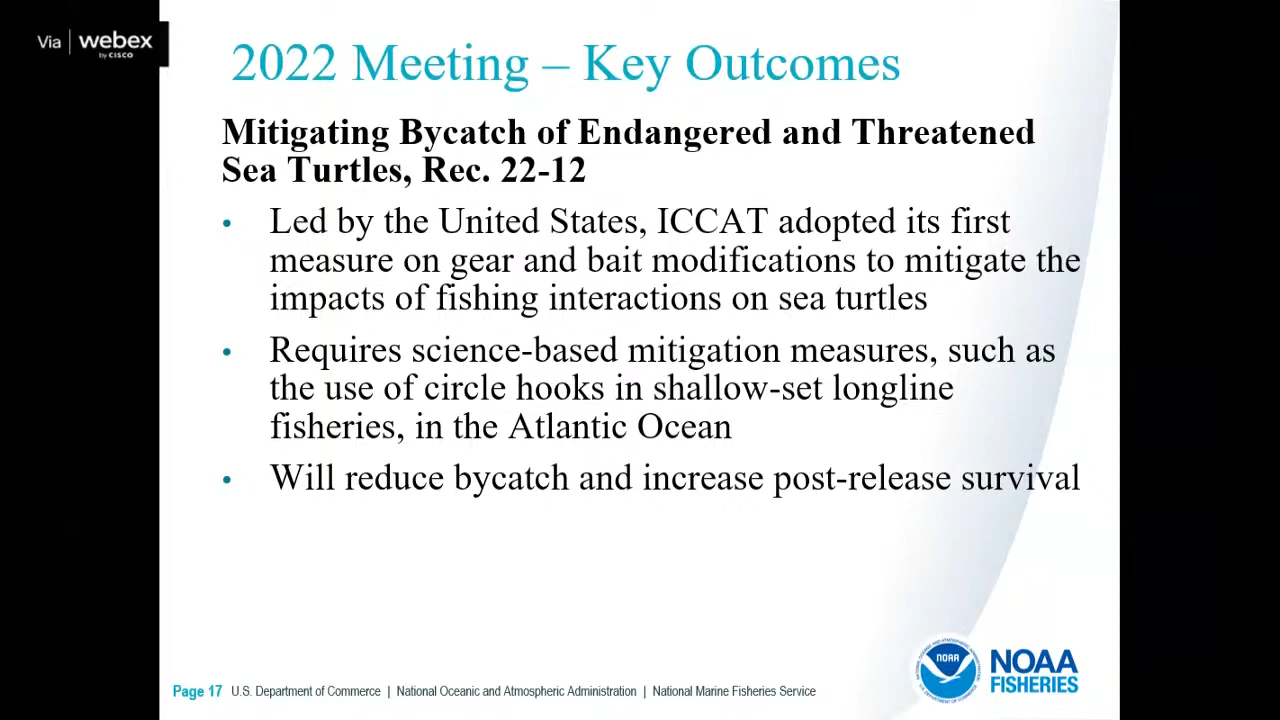 Via | webex
by CISCO
2022 Meeting – Key Outcomes
Mitigating Bycatch of Endangered and Threatened
Sea Turtles, Rec. 22-12
• Led by the United States, ICCAT adopted its first
measure on gear and bait modifications to mitigate the
impacts of fishing interactions on sea turtles
• Requires science-based mitigation measures, such as
the use of circle hooks in shallow-set longline
fisheries, in the Atlantic Ocean
• Will reduce bycatch and increase post-release survival
NOAA
NOAA
FISHERIES
Page 17 U.S. Department of Commerce | National Oceanic and Atmospheric Administration | National Marine Fisheries Service